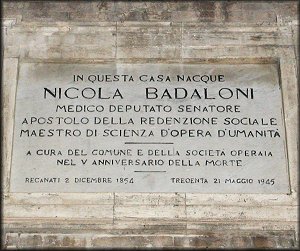 IN QUESTA CASA NACQUE
NICOLA BADALONI
MEDICO DEPUTATO SENATORE
APOSTOLO DELLA REDENZIONE SOCIALE
MAESTRO DI SCIENZA D'OPERA D'UMANITÀ
A CURA DEL COMUNE E DELLA SOCIETÀ OPERAIA
NEL V ANNIVERSARIO DELLA MORTE
RECANATI 2 DICEMBRE 1854 TRECENTA 21 MAGGIO 1945